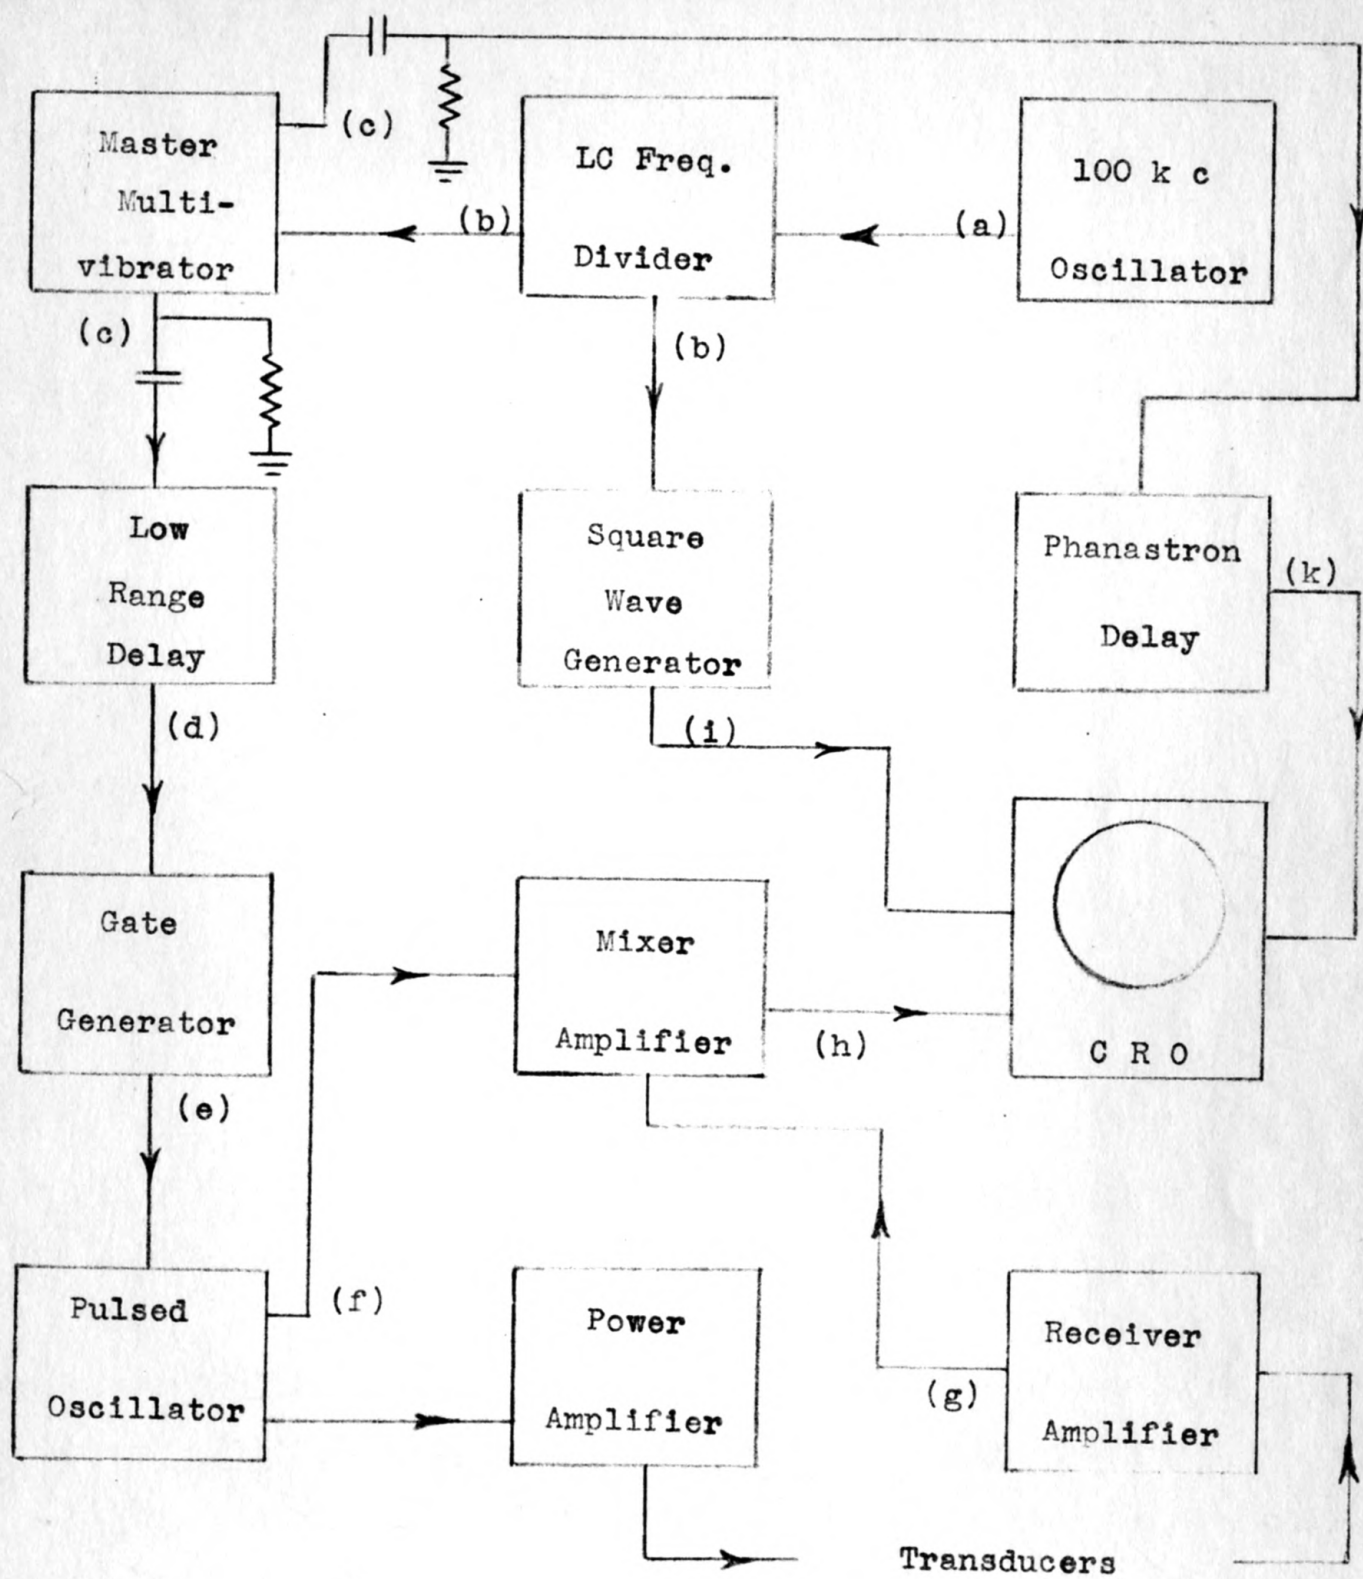 (c)
Master
Multi-
vibrator
(b)
LC Freq.
Divider
(a)
100 k c
Oscillator
(c)
(b)
Low
Range
Delay
Square
Wave
Generator
Phanastron
Delay
(k)
(d)
(i)
Gate
Generator
Mixer
Amplifier
(h)
C R O
(e)
Pulsed
Oscillator
(f)
Power
Amplifier
(g)
Receiver
Amplifier
Transducers